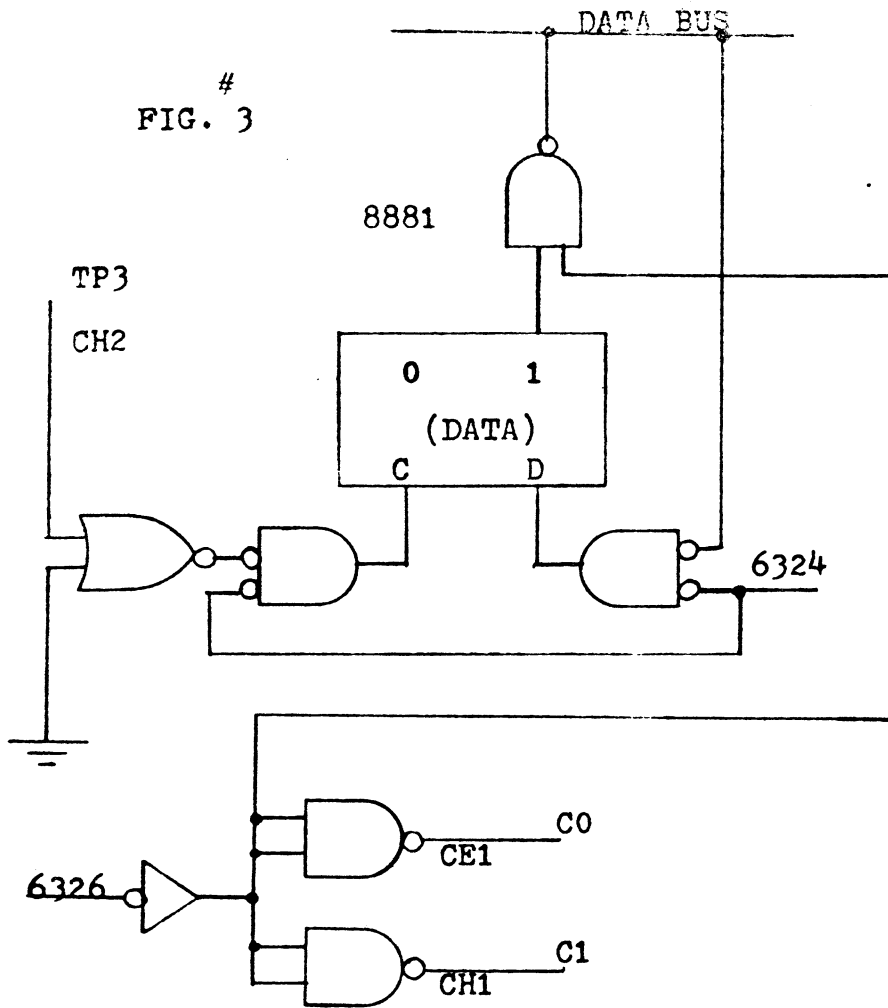 DATA BUS
#
FIG. 3
8881
TP3
CH2
0 1
(DATA)
C D
6324
C0
CE1
6326
C1
CH1